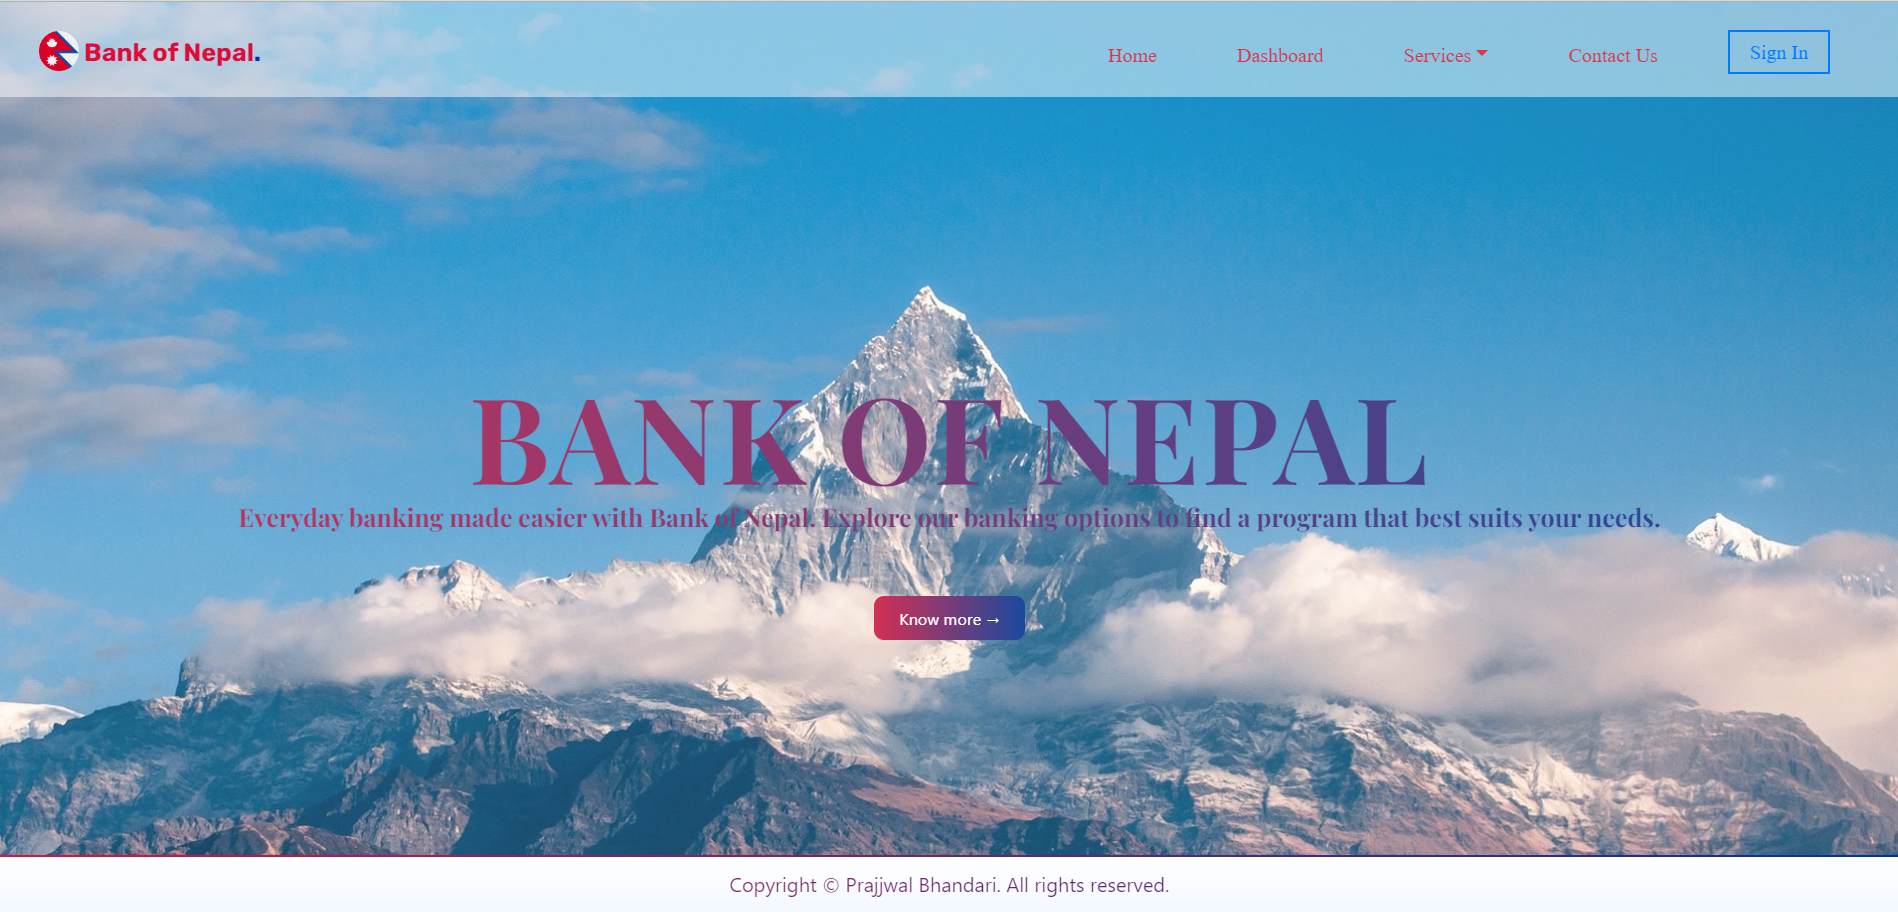 Bank of Nepal.
Home
Dashboard
Services
Contact Us
Sign In
BANK OF NEPAL
Everyday banking made easier with Bank of Nepal. Explore our banking options to find a program that best suits your needs.
Know more →
Copyright © Prajjwal Bhandari. All rights reserved.